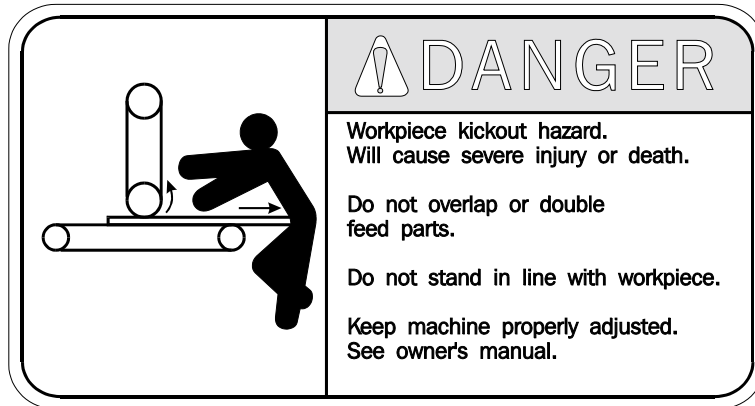 DANGER
Workpiece kickout hazard.
Will cause severe injury or death.
Do not overlap or double
feed parts.
Do not stand in line with workpiece.
Keep machine properly adjusted.
See owner's manual.